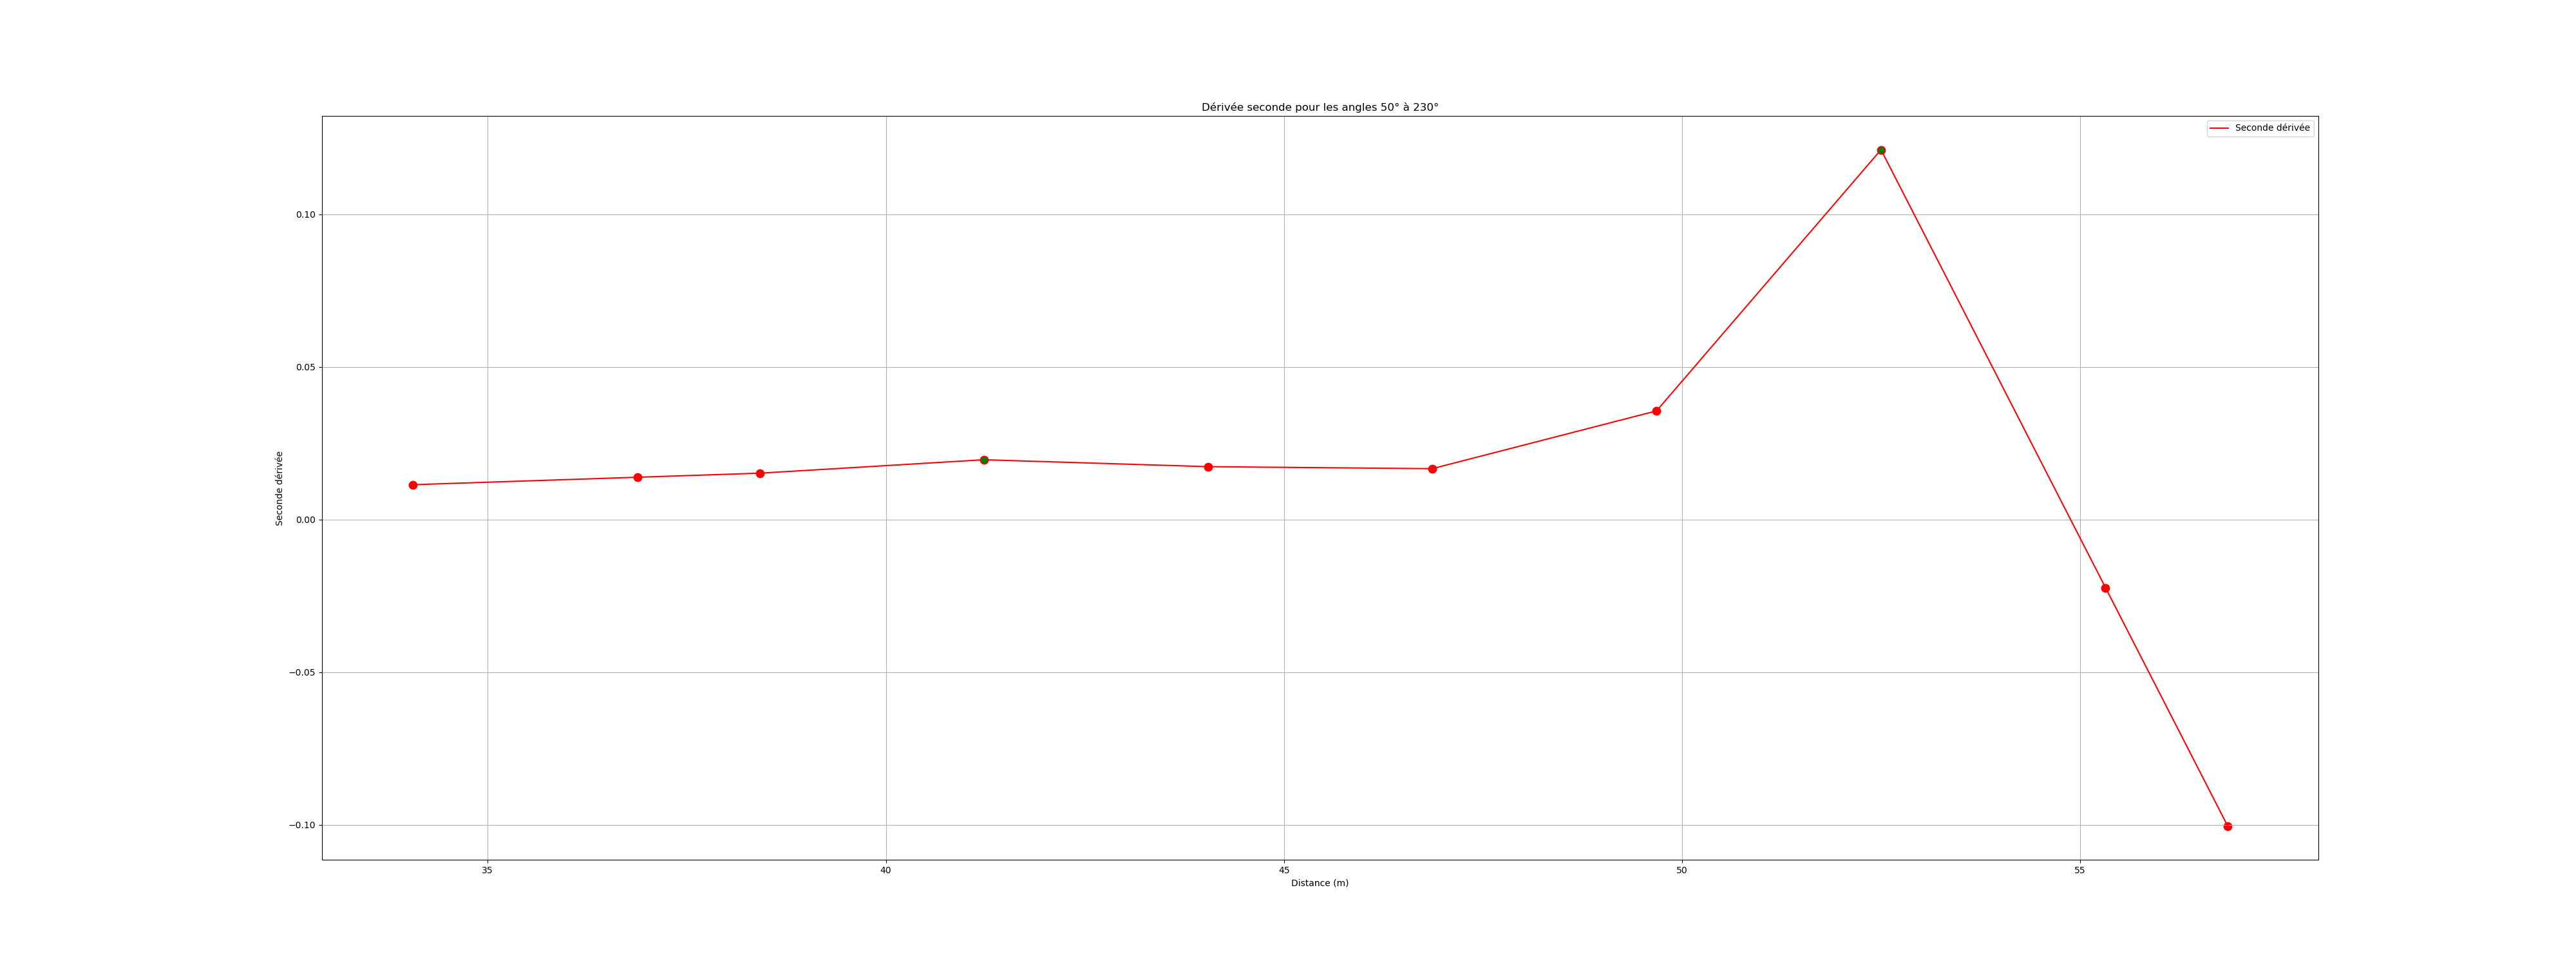 Dérivée seconde pour les angles 50° à 230°
Seconde dérivée
0.10
0.05
0.00
−0.05
−0.10
Seconde dérivée
35
40
45
50
55
Distance (m)